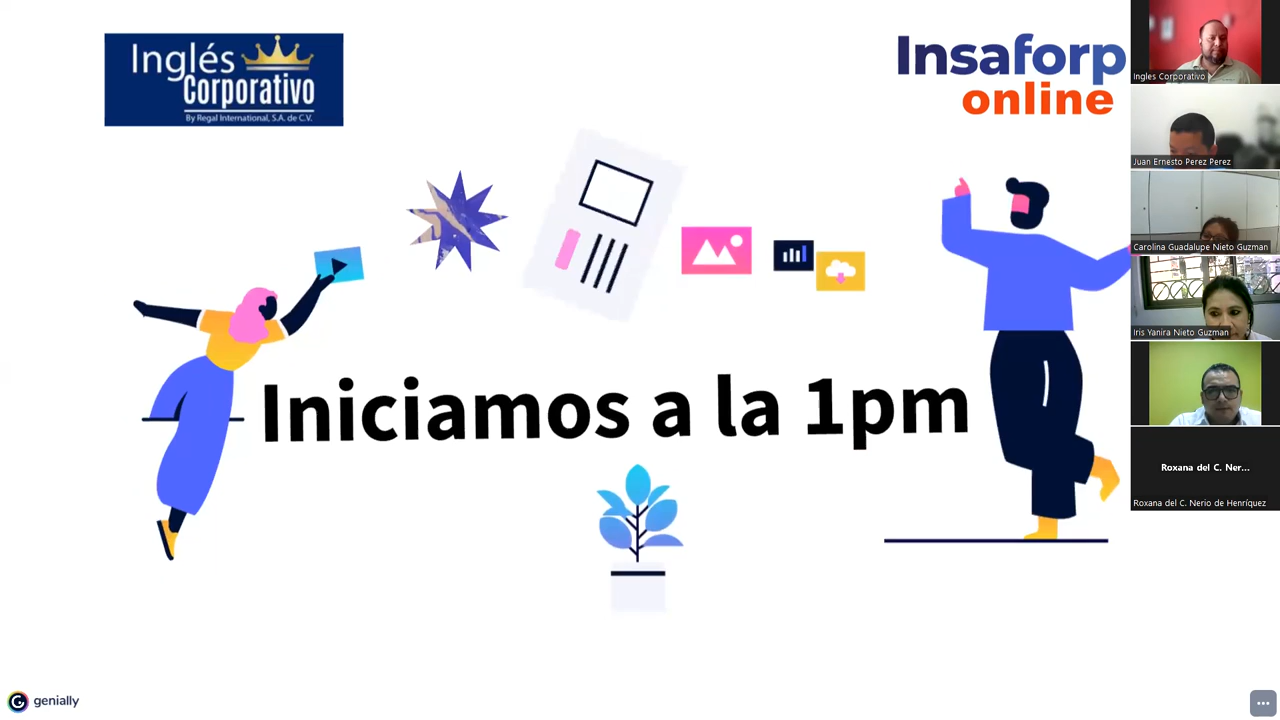 Inglés
Corporativo
By Regal International, S.A. de C.V.
Insaforp
online
Iniciamos a la 1pm
genially
Ingles Corporativo
Juan Ernesto Perez Perez
Carolina Guadalupe Nieto Guzman
Iris Yanira Nieto Guzman
Roxana del C. Ner...
Roxana del C. Nerio de Henríquez